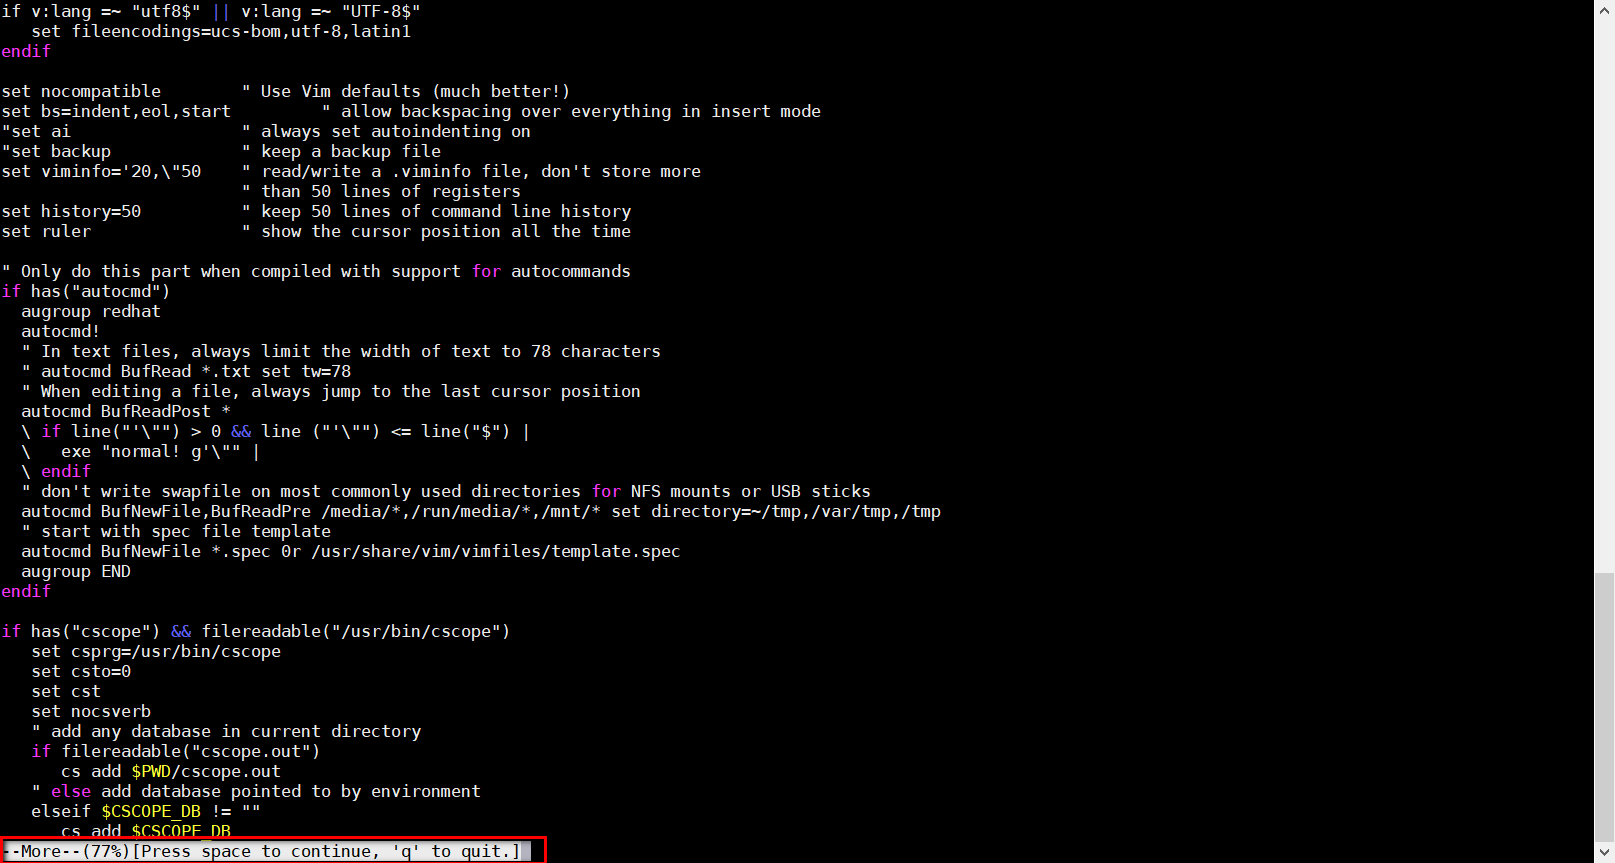 if v:lang =~ "utf8$" || v:lang =~ "UTF-8$"
   set fileencodings=ucs-bom,utf-8,latin1
endif

set nocompatible        " Use Vim defaults (much better!)
set bs=indent,eol,start         " allow backspacing over everything in insert mode
"set ai                 " always set autoindenting on
"set backup             " keep a backup file
set viminfo='20,\"50    " read/write a .viminfo file, don't store more
                        " than 50 lines of registers
set history=50          " keep 50 lines of command line history
set ruler               " show the cursor position all the time

" Only do this part when compiled with support for autocommands
if has("autocmd")
  augroup redhat
  autocmd!
  " In text files, always limit the width of text to 78 characters
  " autocmd BufRead *.txt set tw=78
  " When editing a file, always jump to the last cursor position
  autocmd BufReadPost *
  \ if line("'\"") > 0 && line ("'\"") <= line("$") |
  \   exe "normal! g'\"" |
  \ endif
  " don't write swapfile on most commonly used directories for NFS mounts or USB sticks
  autocmd BufNewFile,BufReadPre /media/*,/run/media/*,/mnt/* set directory=~/tmp,/var/tmp,/tmp
  " start with spec file template
  autocmd BufNewFile *.spec 0r /usr/share/vim/vimfiles/template.spec
  augroup END
endif

if has("cscope") && filereadable("/usr/bin/cscope")
   set csprg=/usr/bin/cscope
   set csto=0
   set cst
   set nocsverb
   " add any database in current directory
   if filereadable("cscope.out")
      cs add $PWD/cscope.out
   " else add database pointed to by environment
   elseif $CSCOPE_DB != ""
      cs add $CSCOPE_DB
--More--(77%)[Press space to continue, 'q' to quit.]